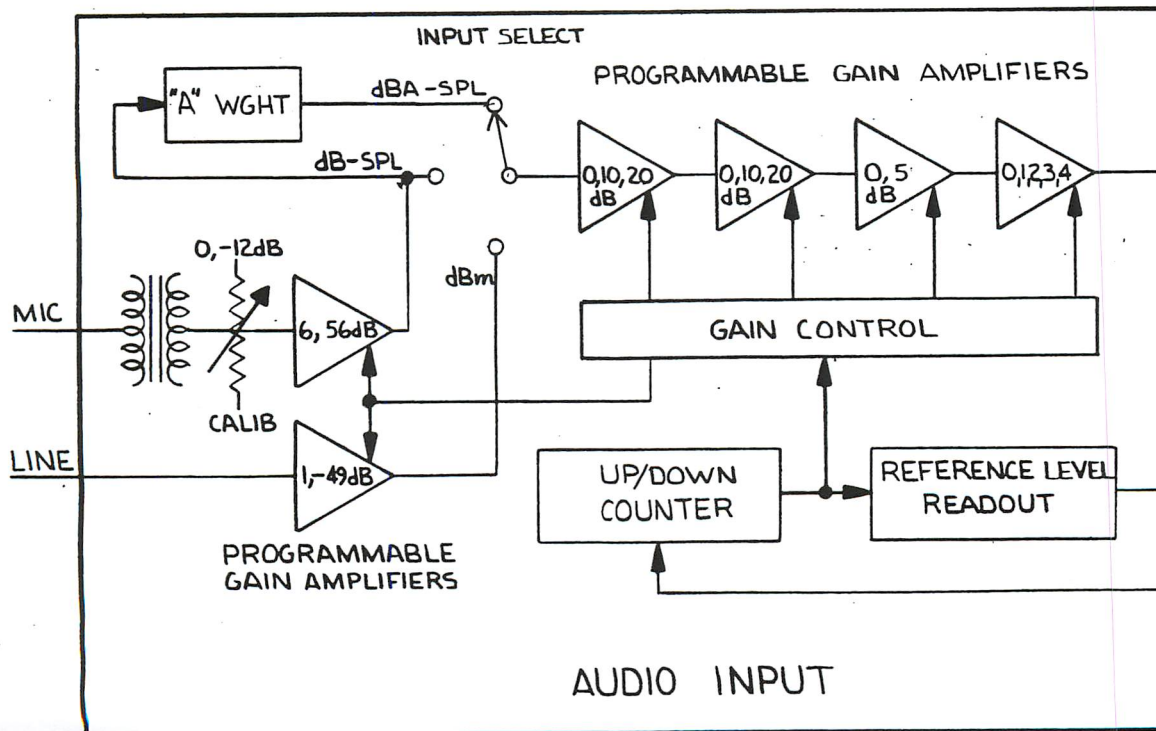 INPUT SELECT
PROGRAMMABLE GAIN AMPLIFIERS
"A" WGHT
dBA-SPL
dB-SPL
0,10,20
dB
0,10,20
dB
0,5
dB
0,1,2,3,4
0,-12dB
dBm
MIC
6,56dB
GAIN CONTROL
CALIB
LINE
1,-49dB
UP/DOWN
COUNTER
REFERENCE LEVEL
READOUT
PROGRAMMABLE
GAIN AMPLIFIERS
AUDIO INPUT